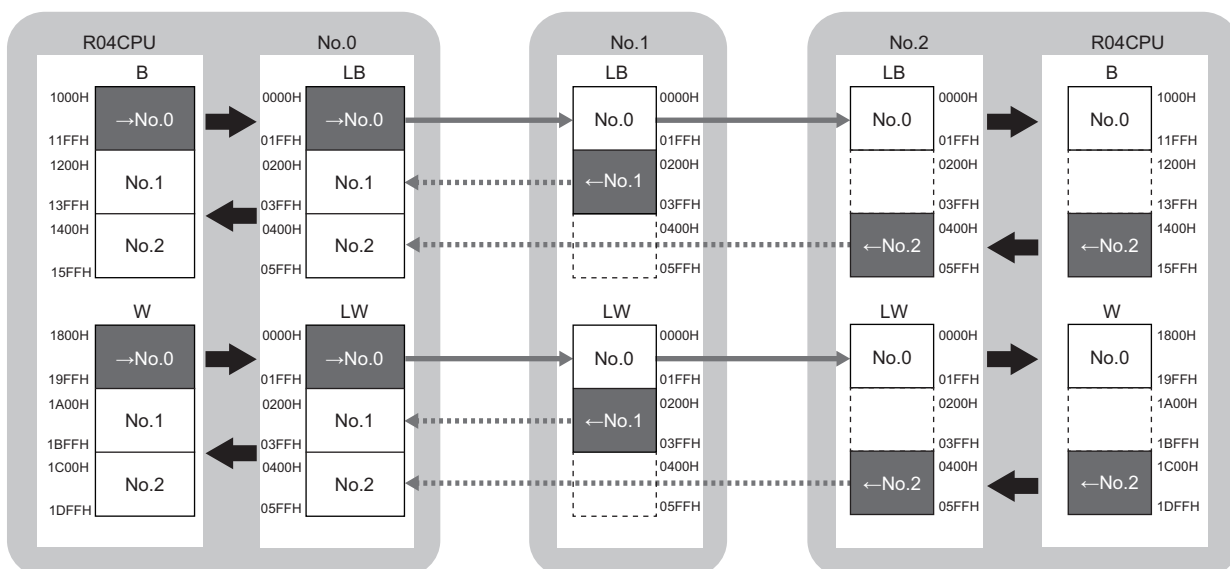 R04CPU No.0 No.1 No.2 R04CPU
B LB LB B
1000H →No.0 0000H →No.0 No.0 0000H No.0 0000H No.0 1000H
11FFH 01FFH 01FFH 01FFH 11FFH
1200H No.1 0200H No.1 ←No.1 0200H 0200H 1200H
13FFH 03FFH 03FFH 03FFH 13FFH
1400H No.2 0400H No.2 0400H ←No.2 0400H ←No.2 1400H
15FFH 05FFH 05FFH 05FFH 15FFH
W LW LW LW W
1800H →No.0 0000H →No.0 No.0 0000H No.0 0000H No.0 1800H
19FFH 01FFH 01FFH 01FFH 19FFH
1A00H No.1 0200H No.1 ←No.1 0200H 0200H 1A00H
1BFFH 03FFH 03FFH 03FFH 1BFFH
1C00H No.2 0400H No.2 0400H ←No.2 0400H ←No.2 1C00H
1DFFH 05FFH 05FFH 05FFH 1DFFH